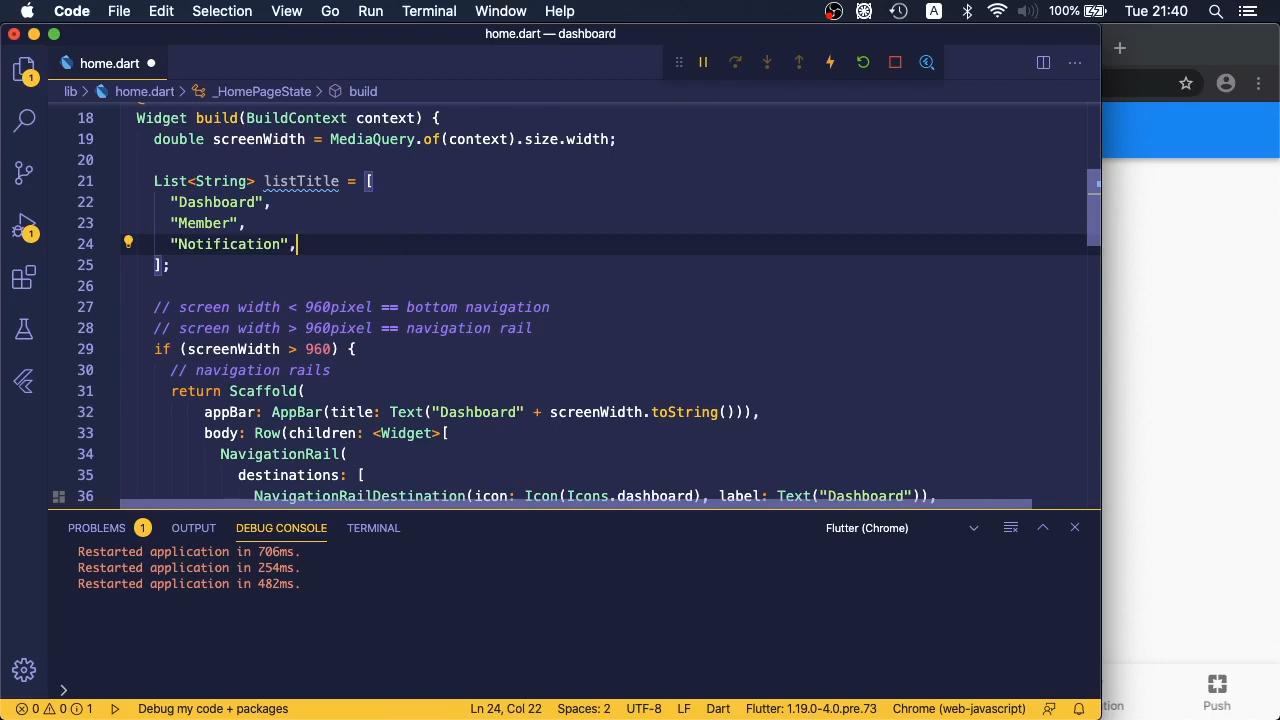 Code File Edit Selection View Go Run Terminal Window Help A 100% Tue 21:40
home.dart — dashboard
home.dart
lib home.dart _HomePageState build
18 Widget build(BuildContext context) {
19 double screenWidth = MediaQuery.of(context).size.width;
20
21 List<String> listTitle = [
22 "Dashboard",
23 "Member",
24 "Notification",
25 ];
26
27 // screen width < 960pixel == bottom navigation
28 // screen width > 960pixel == navigation rail
29 if (screenWidth > 960) {
30 // navigation rails
31 return Scaffold(
32 appBar: AppBar(title: Text("Dashboard" + screenWidth.toString())),
33 body: Row(children: <Widget>[
34 NavigationRail(
35 destinations: [
36 NavigationRailDestination(icon: Icon(Icons.dashboard), label: Text("Dashboard")),
1
1
PROBLEMS 1 OUTPUT DEBUG CONSOLE TERMINAL Flutter (Chrome)
Restarted application in 706ms.
Restarted application in 254ms.
Restarted application in 482ms.
>
0 0 1 Debug my code + packages Ln 24, Col 22 Spaces: 2 UTF-8 LF Dart Flutter: 1.19.0-4.0.pre.73 Chrome (web-javascript)
tion Push